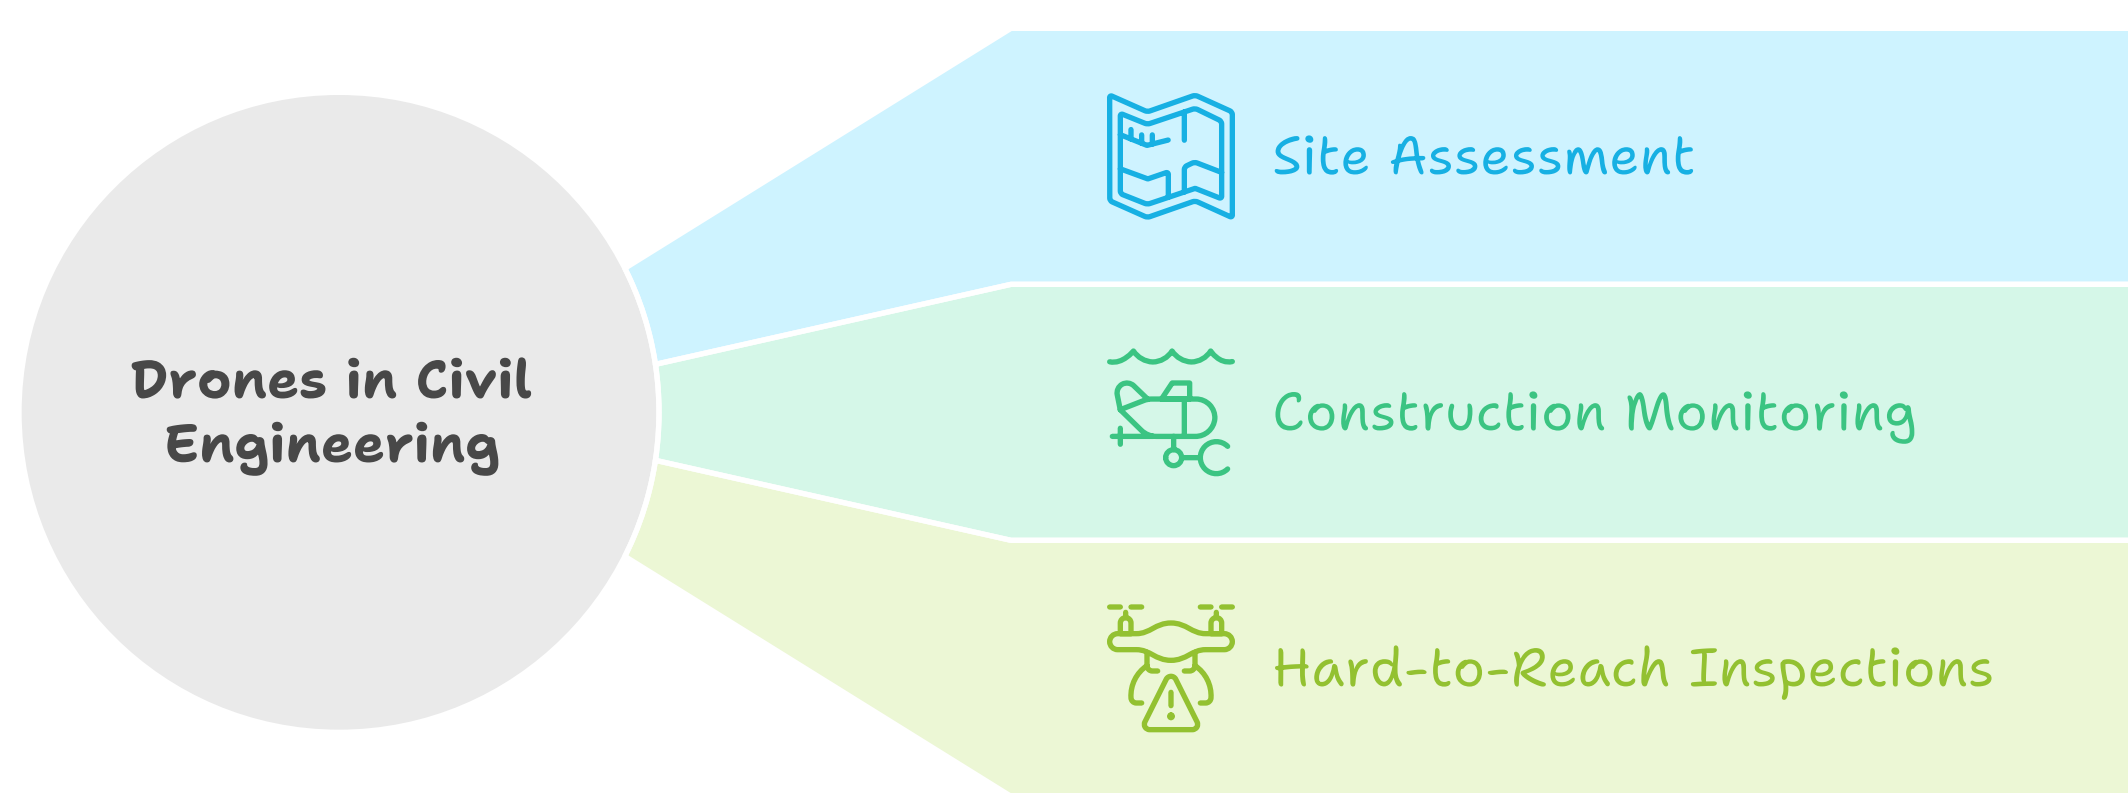 Drones in Civil
Engineering
Site Assessment
Construction Monitoring
Hard-to-Reach Inspections